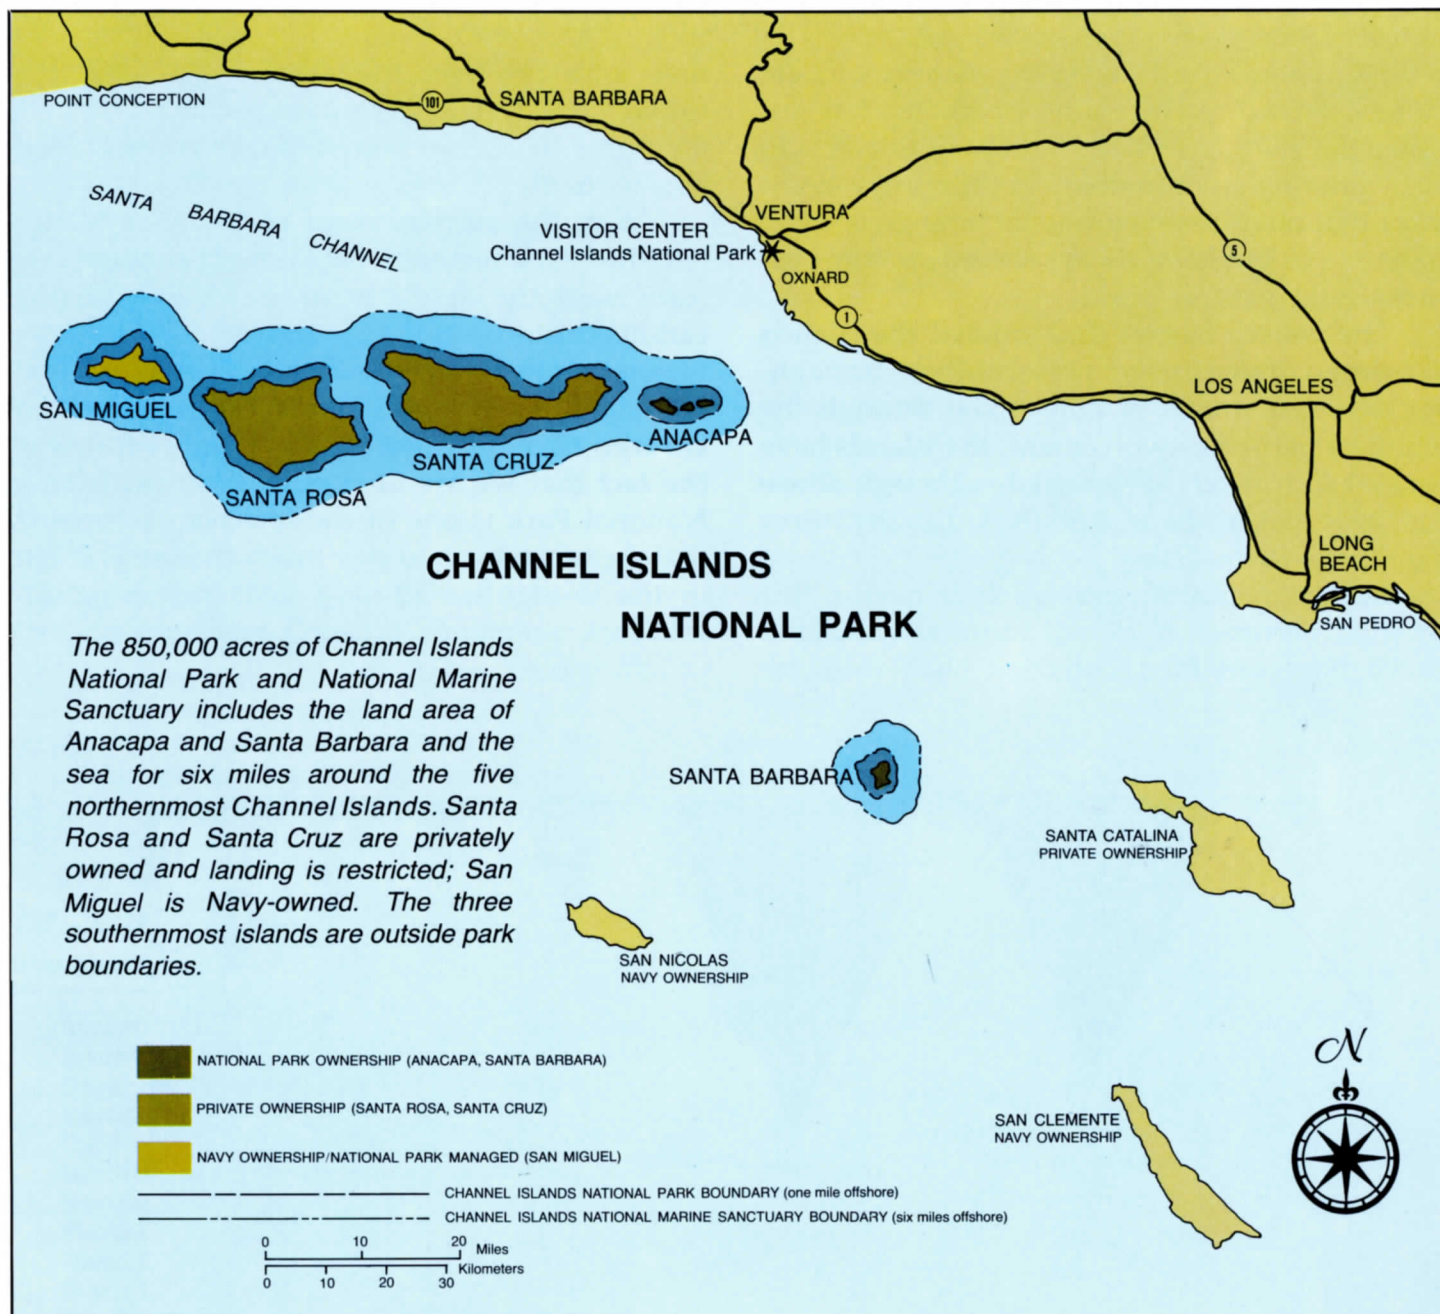 POINT CONCEPTION
101
SANTA BARBARA
SANTA BARBARA CHANNEL
VENTURA
VISITOR CENTER
Channel Islands National Park
OXNARD
5
1
LOS ANGELES
SAN MIGUEL
ANACAPA
SANTA CRUZ
SANTA ROSA
LONG
BEACH
SAN PEDRO
CHANNEL ISLANDS
NATIONAL PARK
The 850,000 acres of Channel Islands
National Park and National Marine
Sanctuary includes the land area of
Anacapa and Santa Barbara and the
sea for six miles around the five
northernmost Channel Islands. Santa
Rosa and Santa Cruz are privately
owned and landing is restricted; San
Miguel is Navy-owned. The three
southernmost islands are outside park
boundaries.
SANTA BARBARA
SANTA CATALINA
PRIVATE OWNERSHIP
SAN NICOLAS
NAVY OWNERSHIP
N
SAN CLEMENTE
NAVY OWNERSHIP
NATIONAL PARK OWNERSHIP (ANACAPA, SANTA BARBARA)
PRIVATE OWNERSHIP (SANTA ROSA, SANTA CRUZ)
NAVY OWNERSHIP/NATIONAL PARK MANAGED (SAN MIGUEL)
CHANNEL ISLANDS NATIONAL PARK BOUNDARY (one mile offshore)
CHANNEL ISLANDS NATIONAL MARINE SANCTUARY BOUNDARY (six miles offshore)
0 10 20
Miles
Kilometers
0 10 20 30